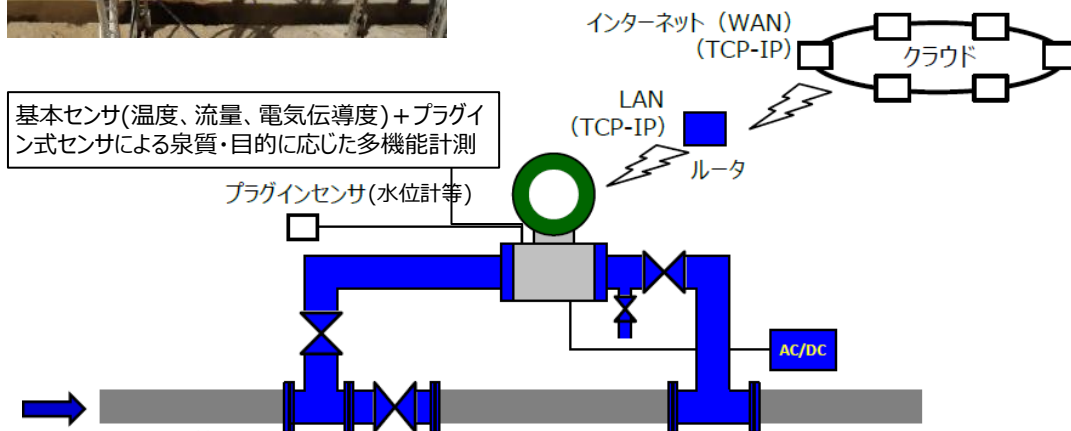 インターネット（WAN）
（TCP-IP）
クラウド
LAN
（TCP-IP）
ルータ
基本センサ(温度、流量、電気伝導度)＋プラグイ
ン式センサによる泉質・目的に応じた多機能計測
プラグインセンサ(水位計等)
AC/DC